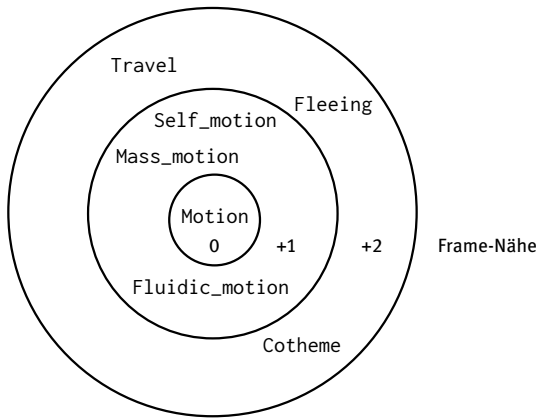 Travel
Fleeing
Self_motion
Mass_motion
Motion
0 +1 +2 Frame-Nähe
Fluidic_motion
Cotheme